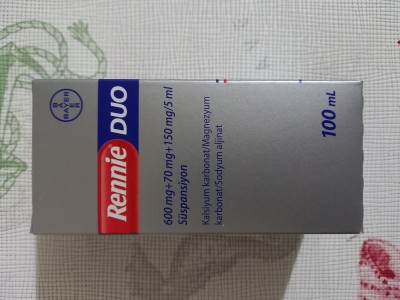 BAYER
Rennie DUO
600 mg+70 mg+150 mg/5 ml
Süspansiyon
Kalsiyum karbonat/Magnezyum
karbonat/Sodyum aljinat
100 mL